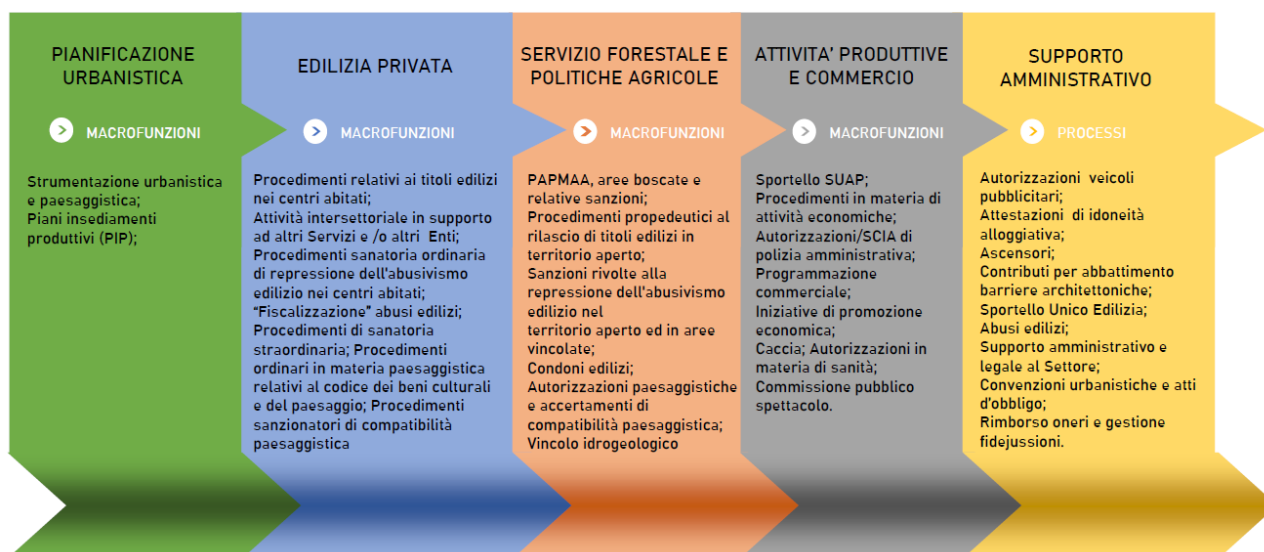 PIANIFICAZIONE
URBANISTICA
MACROFUNZIONI
Strumentazione urbanistica
e paesaggistica;
Piani insediamenti
produttivi (PIP);
EDILIZIA PRIVATA
MACROFUNZIONI
Procedimenti relativi ai titoli edilizi
nei centri abitati;
Attività intersettoriale in supporto
ad altri Servizi e /o altri Enti;
Procedimenti sanatoria ordinaria
di repressione dell'abusivismo
edilizio nei centri abitati;
"Fiscalizzazione" abusi edilizi;
Procedimenti di sanatoria
straordinaria; Procedimenti
ordinari in materia paesaggistica
relativi al codice dei beni culturali
e del paesaggio; Procedimenti
sanzionatori di compatibilità
paesaggistica
SERVIZIO FORESTALE E
POLITICHE AGRICOLE
MACROFUNZIONI
PAPMAA, aree boscate e
relative sanzioni;
Procedimenti propedeutici al
rilascio di titoli edilizi in
territorio aperto;
Sanzioni rivolte alla
repressione dell'abusivismo
edilizio nel
territorio aperto ed in aree
vincolate;
Condoni edilizi;
Autorizzazioni paesaggistiche
e accertamenti di
compatibilità paesaggistica;
Vincolo idrogeologico
ATTIVITA' PRODUTTIVE
E COMMERCIO
MACROFUNZIONI
Sportello SUAP;
Procedimenti in materia di
attività economiche;
Autorizzazioni/SCIA di
polizia amministrativa;
Programmazione
commerciale;
Iniziative di promozione
economica;
Caccia; Autorizzazioni in
materia di sanità;
Commissione pubblico
spettacolo.
SUPPORTO
AMMINISTRATIVO
PROCESSI
Autorizzazioni veicoli
pubblicitari;
Attestazioni di idoneità
alloggiativa;
Ascensori;
Contributi per abbattimento
barriere architettoniche;
Sportello Unico Edilizia;
Abusi edilizi;
Supporto amministrativo e
legale al Settore;
Convenzioni urbanistiche e atti
d'obbligo;
Rimborso oneri e gestione
fidejussioni.